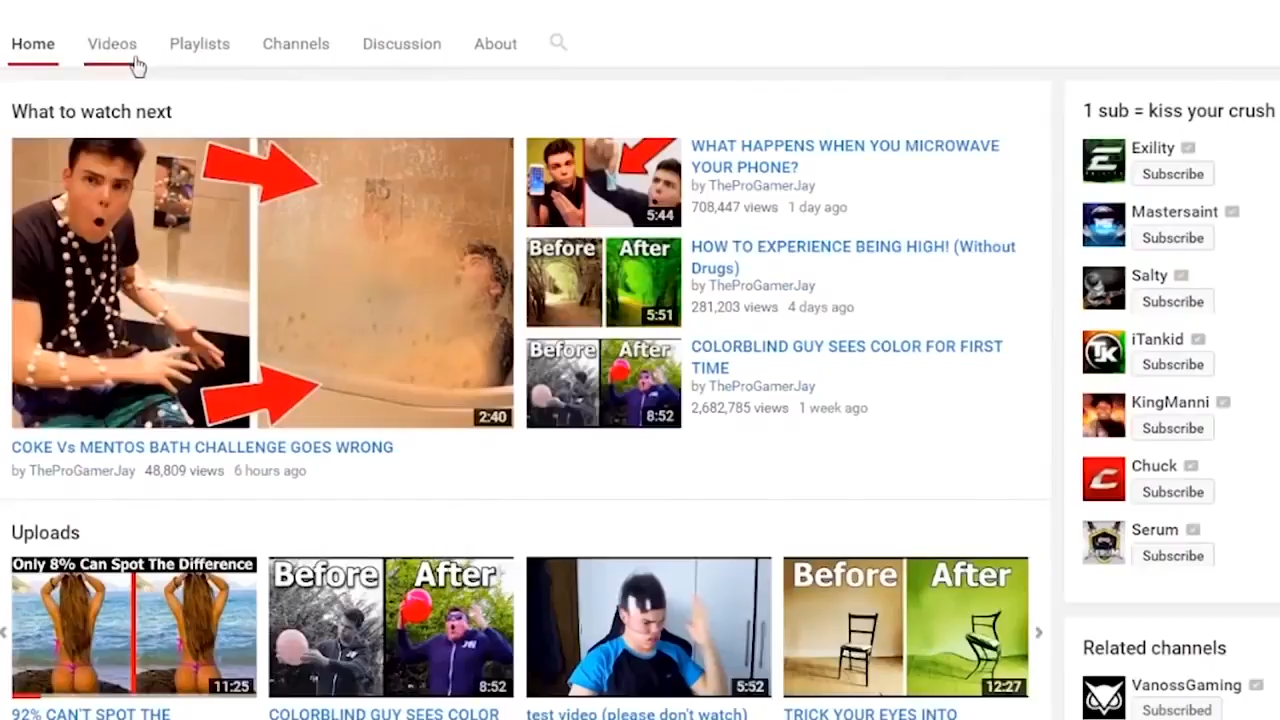 Home Videos Playlists Channels Discussion About
What to watch next
2:40
COKE Vs MENTOS BATH CHALLENGE GOES WRONG
by TheProGamerJay 48,809 views 6 hours ago
5:44
WHAT HAPPENS WHEN YOU MICROWAVE
YOUR PHONE?
by TheProGamerJay
708,447 views 1 day ago
Before After
5:51
HOW TO EXPERIENCE BEING HIGH! (Without
Drugs)
by TheProGamerJay
281,203 views 4 days ago
Before After
8:52
COLORBLIND GUY SEES COLOR FOR FIRST
TIME
by TheProGamerJay
2,682,785 views 1 week ago
Uploads
Only 8% Can Spot The Difference
11:25
92% CAN'T SPOT THE
Before After
8:52
COLORBLIND GUY SEES COLOR
5:52
test video (please don't watch)
Before After
12:27
TRICK YOUR EYES INTO
1 sub = kiss your crush
Exility
Subscribe
Mastersaint
Subscribe
Salty
Subscribe
TK
iTankid
Subscribe
KingManni
Subscribe
Chuck
Subscribe
SERUM
Serum
Subscribe
Related channels
VanossGaming
Subscribed